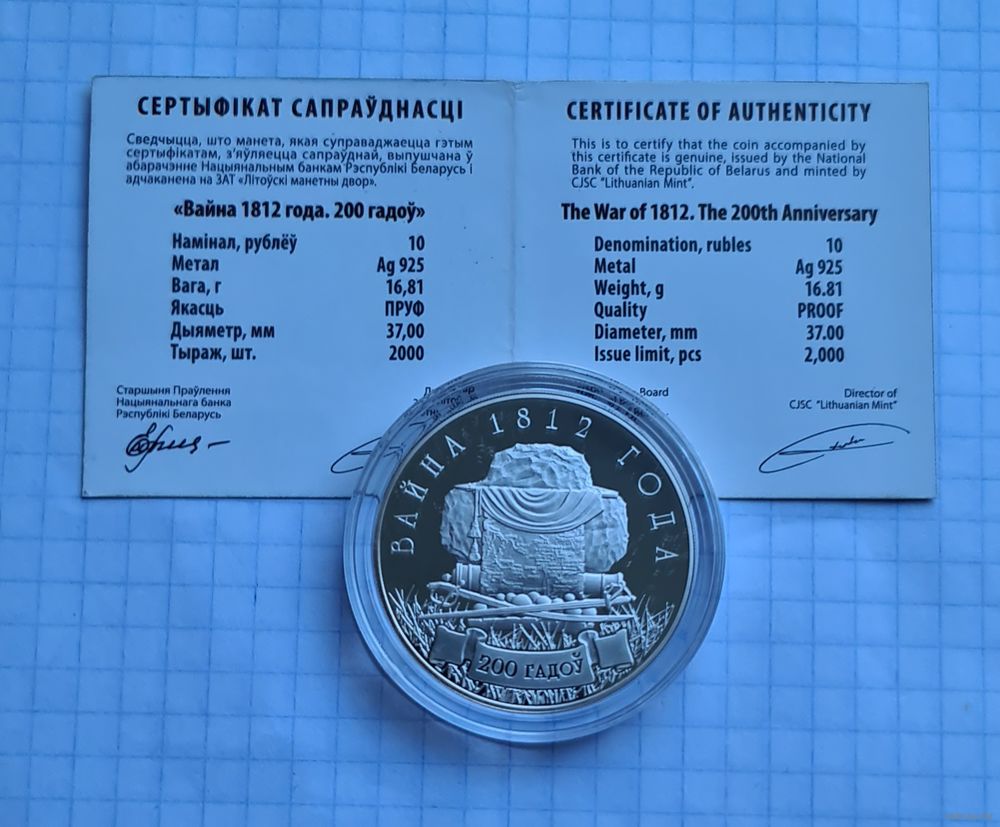 СЕРТЫФІКАТ САПРАЎДНАСЦІ
Сведчыцца, што манета, якая суправаджаецца гэтым
сертыфікатам, з'яўляецца сапраўднай, выпушчана ў
абарачэнне Нацыянальным банкам Рэспублікі Беларусь і
адчаканена на ЗАТ «Літоўскі манетны двор».
«Вайна 1812 года. 200 гадоў»
Намінал, рублёў 10
Метал Ag 925
Вага, г 16,81
Якасць ПРУФ
Дыяметр, мм 37,00
Тыраж, шт. 2000
Старшыня Праўлення
Нацыянальнага банка
Рэспублікі Беларусь
CERTIFICATE OF AUTHENTICITY
This is to certify that the coin accompanied by
this certificate is genuine, issued by the National
Bank of the Republic of Belarus and minted by
CJSC "Lithuanian Mint".
The War of 1812. The 200th Anniversary
Denomination, rubles 10
Metal Ag 925
Weight, g 16.81
Quality PROOF
Diameter, mm 37.00
Issue limit, pcs 2,000
Board
Director of
CJSC "Lithuanian Mint"
ВАЙНА 1812 ГОДА
200 ГАДОЎ